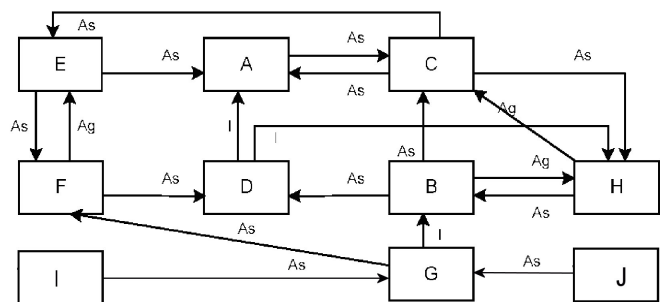 As
As As As
E A C
As
As Ag I I As Ag
As As Ag
F D B H
As As
I
As As
I G J